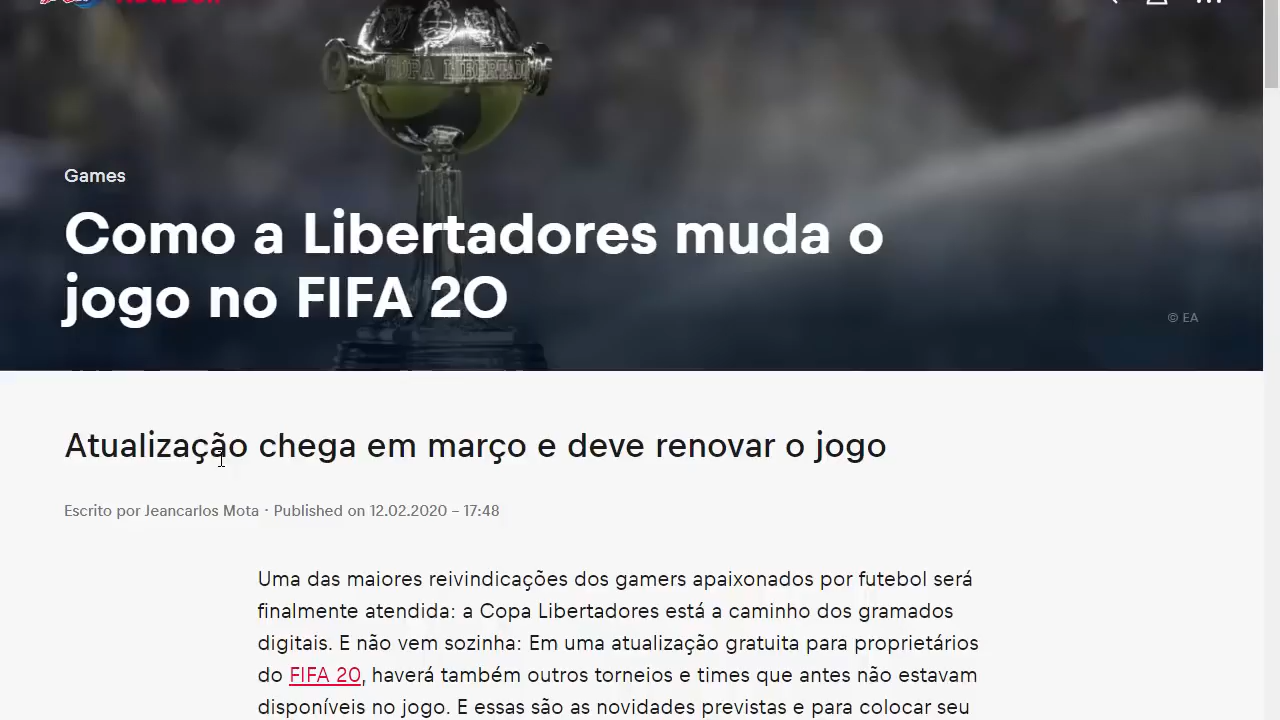 COPA LIBERTAD
Games
Como a Libertadores muda o
jogo no FIFA 20
© EA
Atualização chega em março e deve renovar o jogo
Escrito por Jeancarlos Mota · Published on 12.02.2020 – 17:48
Uma das maiores reivindicações dos gamers apaixonados por futebol será
finalmente atendida: a Copa Libertadores está a caminho dos gramados
digitais. E não vem sozinha: Em uma atualização gratuita para proprietários
do FIFA 20, haverá também outros torneios e times que antes não estavam
disponíveis no jogo. E essas são as novidades previstas e para colocar seu